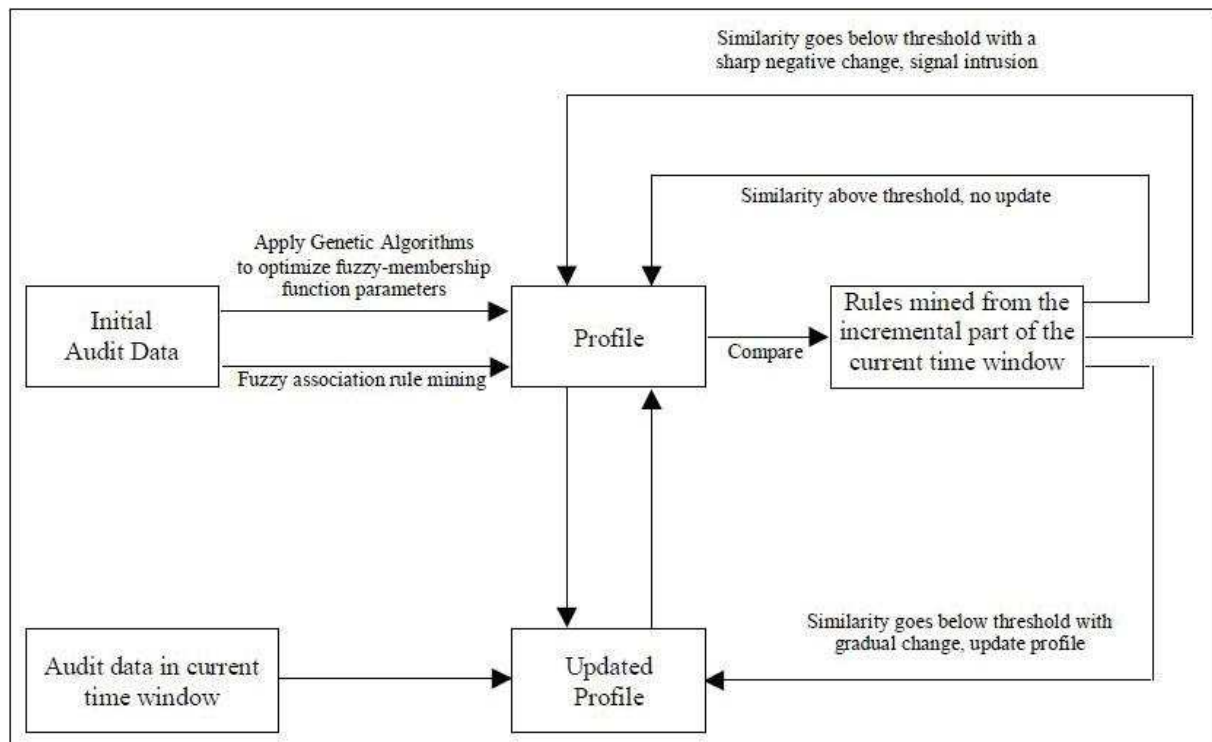 Similarity goes below threshold with a
sharp negative change, signal intrusion
Similarity above threshold, no update
Apply Genetic Algorithms
to optimize fuzzy-membership
function parameters
Initial
Audit Data
Fuzzy association rule mining
Profile
Compare
Rules mined from the
incremental part of the
current time window
Similarity goes below threshold with
gradual change, update profile
Audit data in current
time window
Updated
Profile